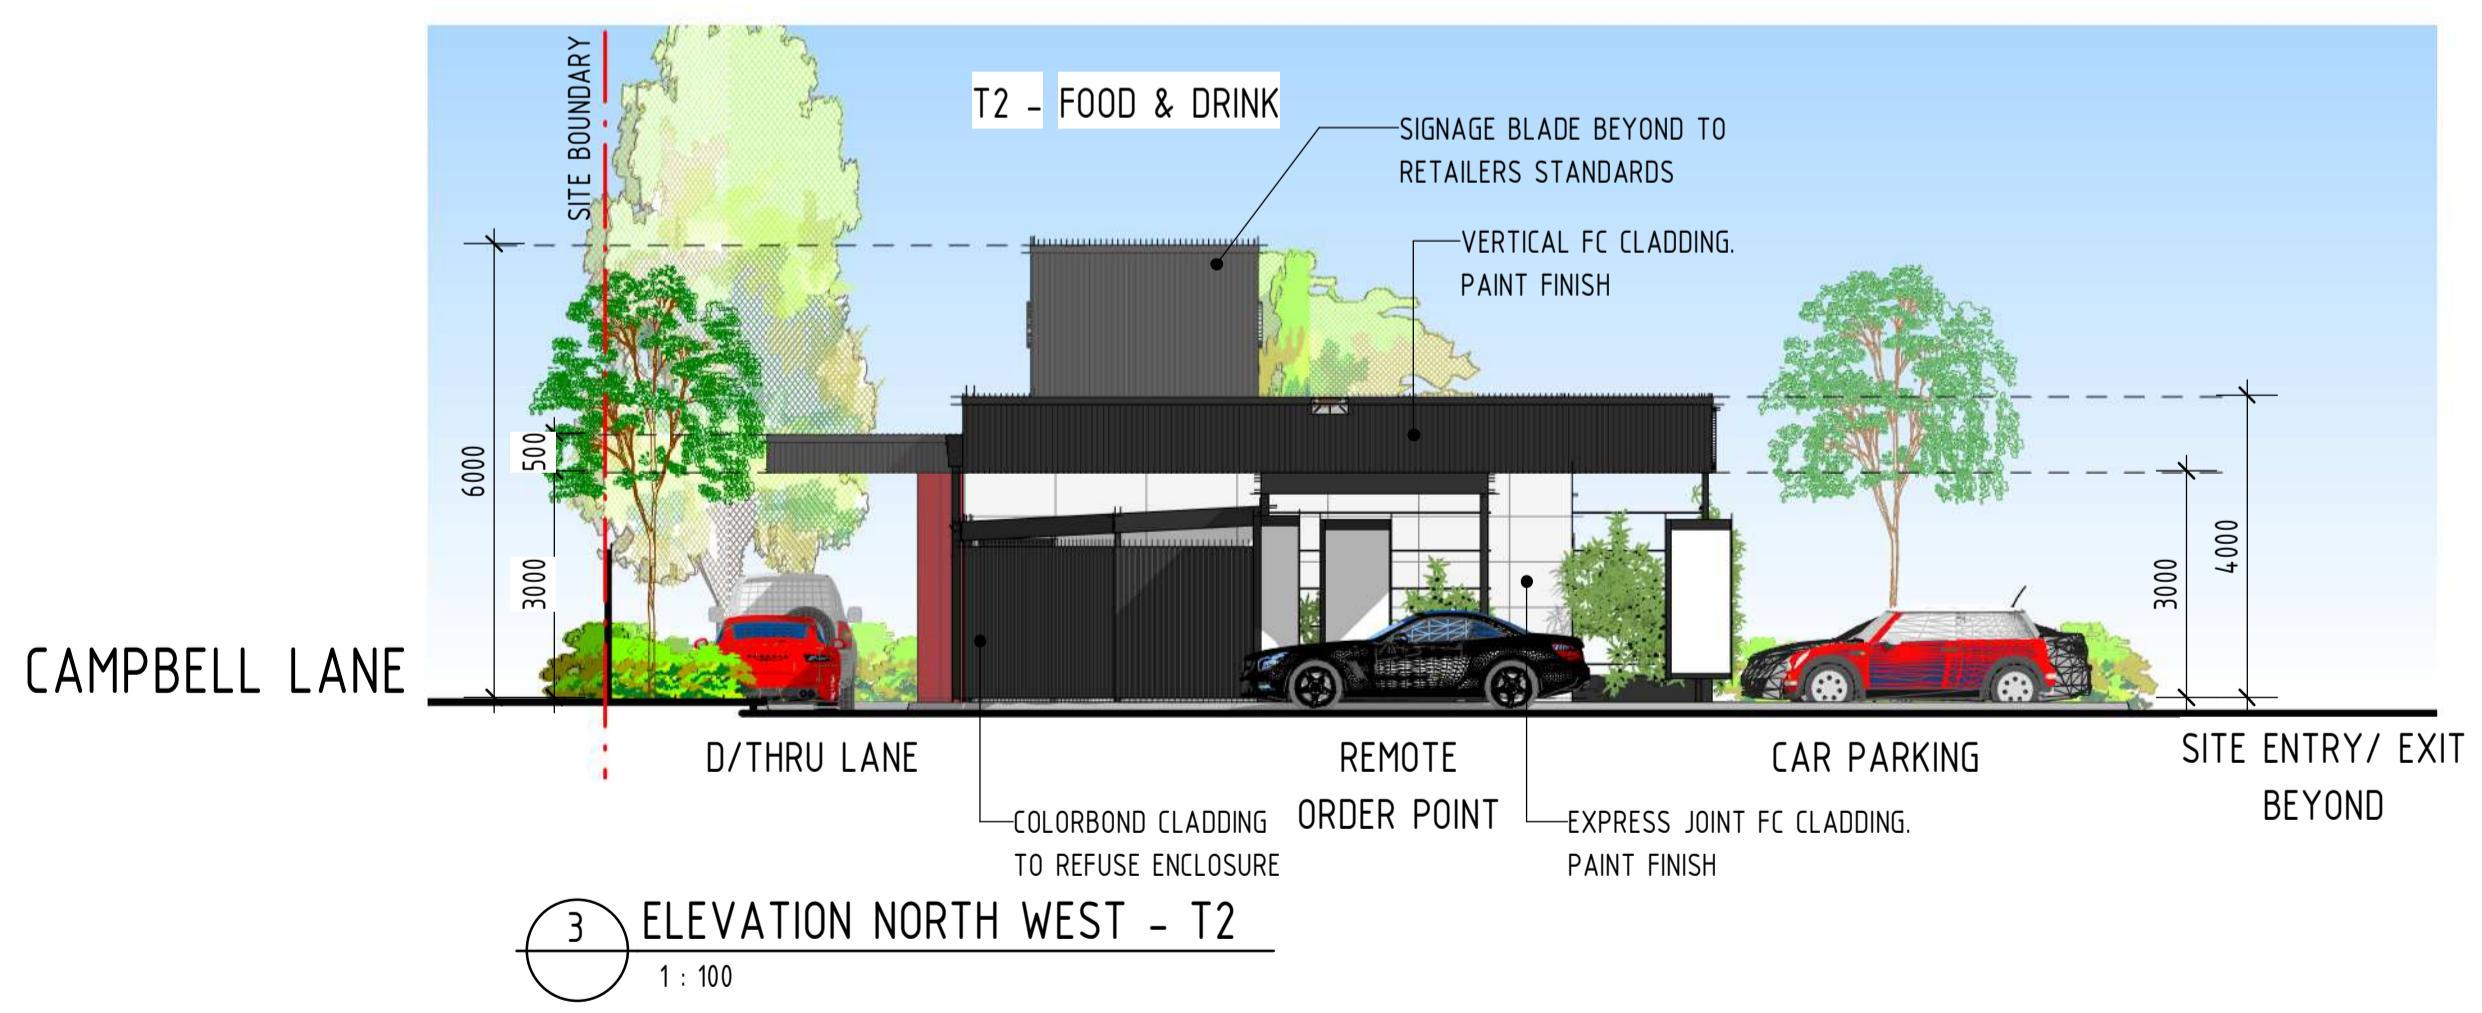 SITE BOUNDARY
T2 - FOOD & DRINK
SIGNAGE BLADE BEYOND TO
RETAILERS STANDARDS
VERTICAL FC CLADDING.
PAINT FINISH
6000
500
3000
3000
4000
CAMPBELL LANE
D/THRU LANE
REMOTE
ORDER POINT
CAR PARKING
SITE ENTRY/ EXIT
BEYOND
COLORBOND CLADDING
TO REFUSE ENCLOSURE
EXPRESS JOINT FC CLADDING.
PAINT FINISH
3
ELEVATION NORTH WEST - T2
1 : 100